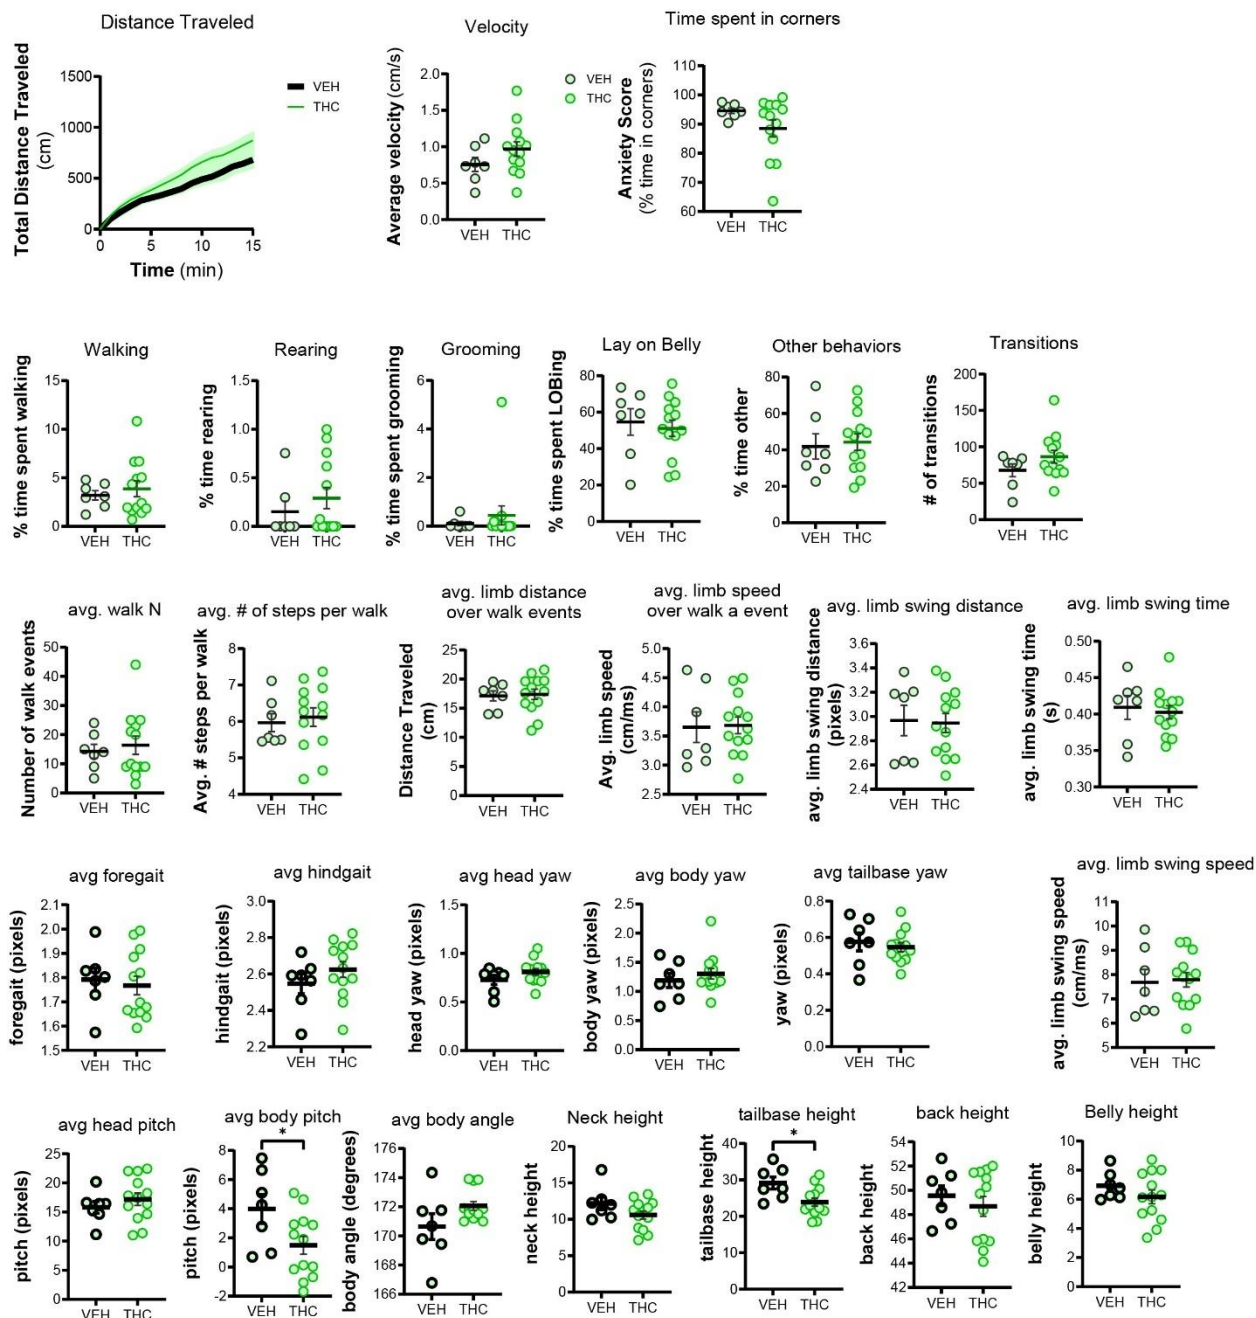 Distance Traveled
Total Distance Traveled
(cm)
1500
1000
500
0
0
5
10
15
Time (min)
VEH
THC
Velocity
Average velocity (cm/s)
2.0
1.5
1.0
0.5
0.0
VEH THC
VEH
THC
Time spent in corners
Anxiety Score
(% time in corners)
110
100
90
80
70
60
VEH THC
Walking
% time spent walking
15
10
5
0
VEH THC
Rearing
% time rearing
1.5
1.0
0.5
0.0
VEH THC
Grooming
% time spent grooming
6
4
2
0
VEH THC
Lay on Belly
% time spent LOBing
80
60
40
20
0
VEH THC
Other behaviors
% time other
80
60
40
20
0
VEH THC
Transitions
# of transitions
200
150
100
50
0
VEH THC
avg. walk N
Number of walk events
50
40
30
20
10
0
VEH THC
avg. # of steps per walk
Avg. # steps per walk
8
7
6
5
4
VEH THC
avg. limb distance
over walk events
Distance Traveled
(cm)
25
20
15
10
5
0
VEH THC
avg. limb speed
over walk a event
Avg. limb speed
(cm/ms)
5.0
4.5
4.0
3.5
3.0
2.5
VEH THC
avg. limb swing distance
avg. limb swing distance
(pixels)
3.6
3.4
3.2
3.0
2.8
2.6
2.4
VEH THC
avg. limb swing time
avg. limb swing time
(s)
0.50
0.45
0.40
0.35
0.30
VEH THC
avg foregait
foregait (pixels)
2.1
2.0
1.9
1.8
1.7
1.6
1.5
VEH THC
avg hindgait
hindgait (pixels)
3.0
2.8
2.6
2.4
2.2
VEH THC
avg head yaw
head yaw (pixels)
1.5
1.0
0.5
0.0
VEH THC
avg body yaw
body yaw (pixels)
2.5
2.0
1.5
1.0
0.5
0.0
VEH THC
avg tailbase yaw
yaw (pixels)
0.8
0.6
0.4
0.2
0.0
VEH THC
avg. limb swing speed
avg. limb swing speed
(cm/ms)
11
10
9
8
7
6
5
VEH THC
avg head pitch
pitch (pixels)
25
20
15
10
5
0
VEH THC
avg body pitch
pitch (pixels)
8
6
4
2
0
-2
*
VEH THC
avg body angle
body angle (degrees)
176
174
172
170
168
166
VEH THC
Neck height
neck height
20
15
10
5
0
VEH THC
tailbase height
tailbase height
40
30
20
10
0
*
VEH THC
back height
back height
54
52
50
48
46
44
42
VEH THC
Belly height
belly height
10
8
6
4
2
0
VEH THC